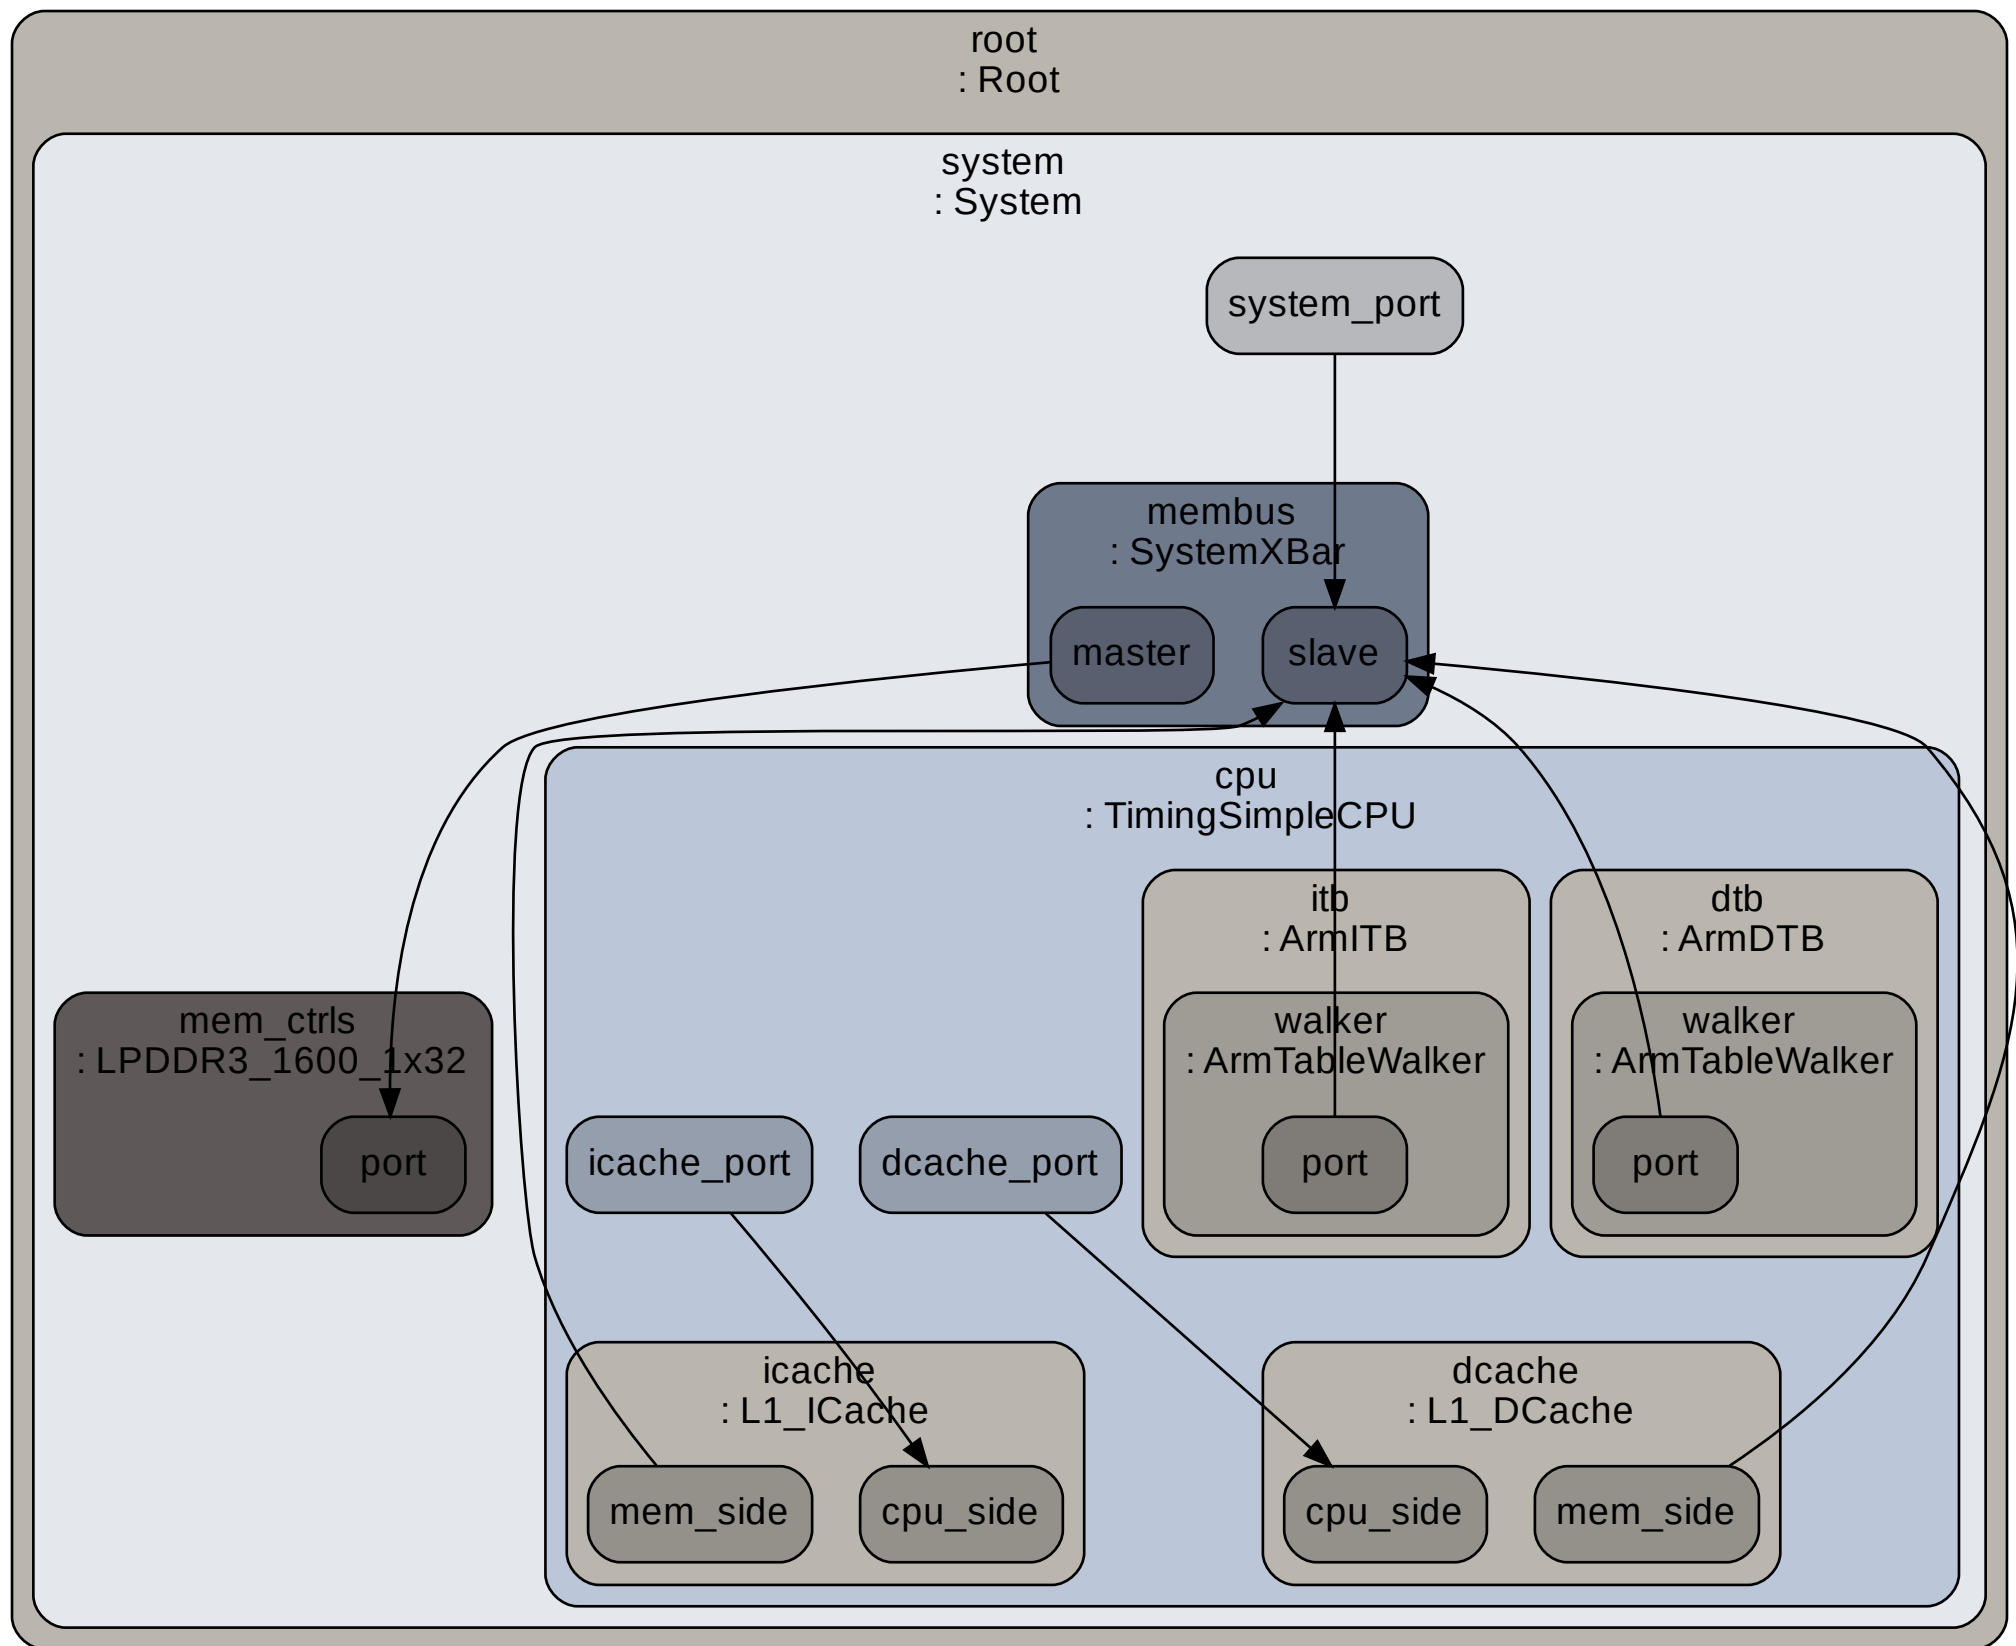 root
: Root
system
: System
system_port
membus
: SystemXBar
master
slave
cpu
: TimingSimpleCPU
itb
: ArmITB
dtb
: ArmDTB
mem_ctrls
: LPDDR3_1600_1x32
walker
: ArmTableWalker
walker
: ArmTableWalker
port
icache_port
dcache_port
port
port
icache
: L1_ICache
dcache
: L1_DCache
mem_side
cpu_side
cpu_side
mem_side